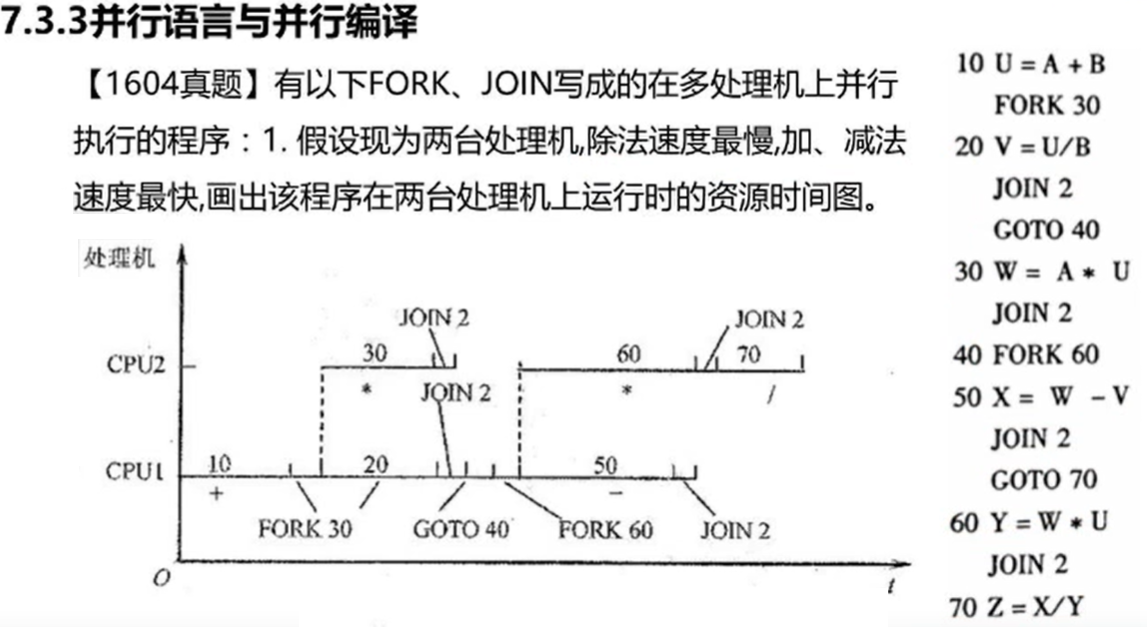 7.3.3并行语言与并行编译
【1604真题】有以下FORK、JOIN写成的在多处理机上并行
执行的程序：1. 假设现为两台处理机,除法速度最慢,加、减法
速度最快,画出该程序在两台处理机上运行时的资源时间图。
10 U = A + B
FORK 30
20 V = U/B
JOIN 2
GOTO 40
30 W = A * U
JOIN 2
40 FORK 60
50 X = W - V
JOIN 2
GOTO 70
60 Y = W * U
JOIN 2
70 Z = X/Y
处理机
JOIN 2 JOIN 2
CPU2 30 60 70
* JOIN 2 * /
CPU1 10 20 50
+ / −
FORK 30 GOTO 40 FORK 60 JOIN 2
O t